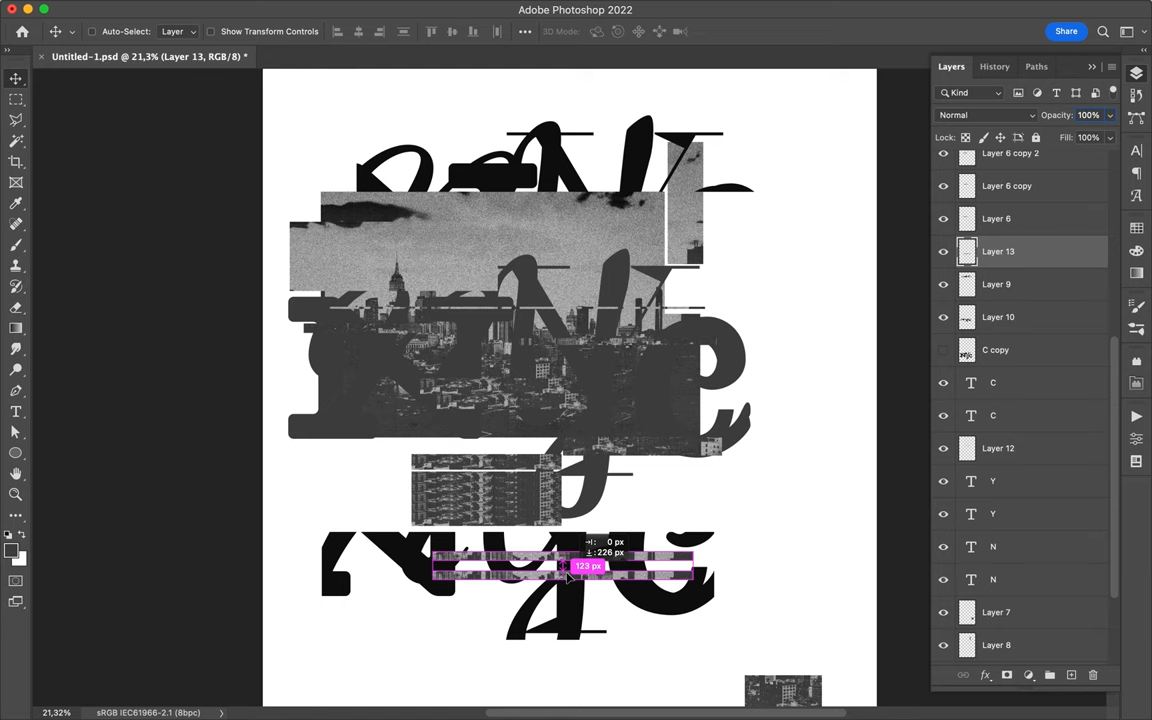 Adobe Photoshop 2022
Auto-Select: Layer Show Transform Controls 3D Mode: Share
Untitled-1.psd @ 21,3% (Layer 13, RGB/8) *
Layers History Paths
Kind
Normal Opacity: 100%
Lock: Fill: 100%
Layer 6 copy 2
Layer 6 copy
Layer 6
Layer 13
Layer 9
Layer 10
C copy
C
C
Layer 12
Y
Y
N
N
Layer 7
Layer 8
0 px
226 px
123 px
21,32% sRGB IEC61966-2.1 (8bpc)